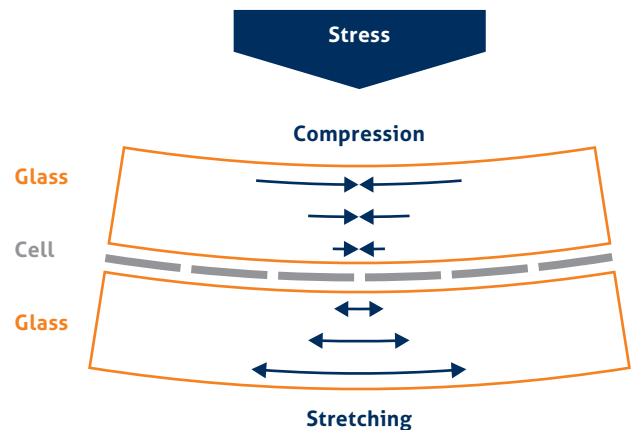 Stress
Compression
Glass
Cell
Glass
Stretching